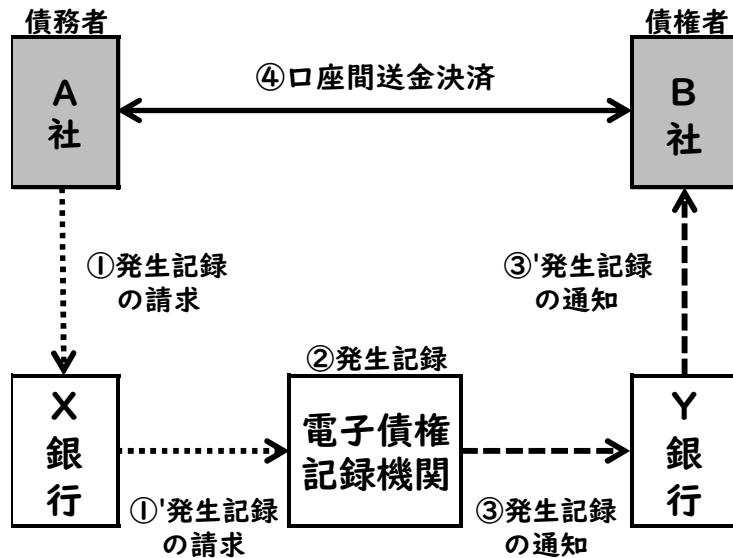 債務者
債権者
A
社
④口座間送金決済
B
社
①発生記録
の請求
③'発生記録
の通知
②発生記録
X
銀
行
電子債権
記録機関
Y
銀
行
①'発生記録
の請求
③発生記録
の通知